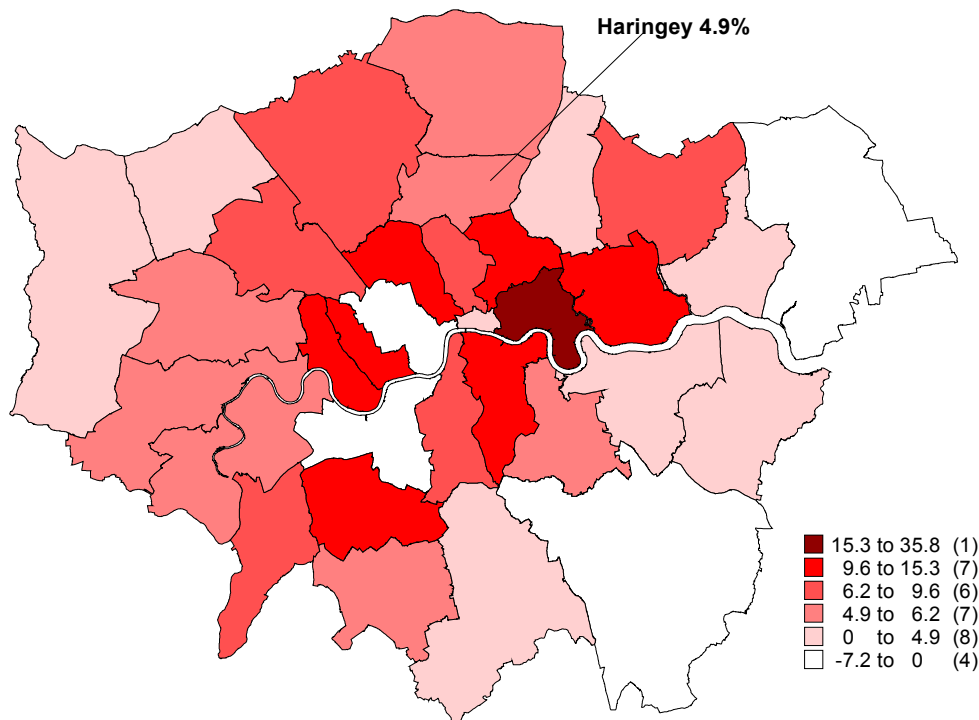 Haringey 4.9%
15.3 to 35.8 (1)
9.6 to 15.3 (7)
6.2 to 9.6 (6)
4.9 to 6.2 (7)
0 to 4.9 (8)
-7.2 to 0 (4)